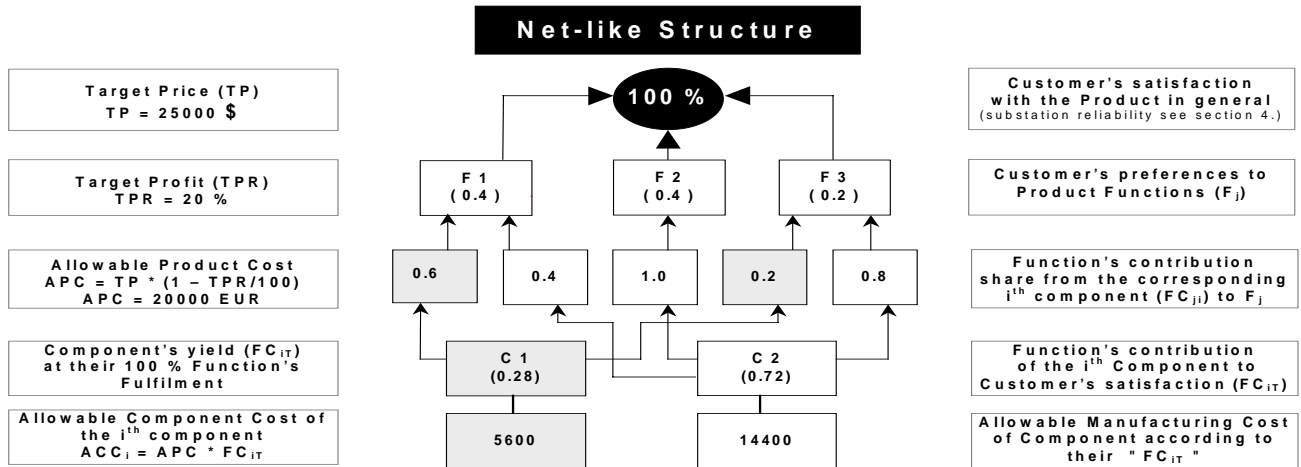 Net-like Structure
Target Price (TP)
TP = 25000 $
100 %
Customer's satisfaction
with the Product in general
(substation reliability see section 4.)
Target Profit (TPR)
TPR = 20 %
F 1
(0.4)
F 2
(0.4)
F 3
(0.2)
Customer's preferences to
Product Functions (Fj)
Allowable Product Cost
APC = TP * (1 – TPR/100)
APC = 20000 EUR
0.6
0.4
1.0
0.2
0.8
Function's contribution
share from the corresponding
ith component (FCji) to Fj
Component's yield (FCiT)
at their 100 % Function's
Fulfilment
C 1
(0.28)
C 2
(0.72)
Function's contribution
of the ith Component to
Customer's satisfaction (FCiT)
Allowable Component Cost of
the ith component
ACCi = APC * FCiT
5600
14400
Allowable Manufacturing Cost
of Component according to
their " FCiT "